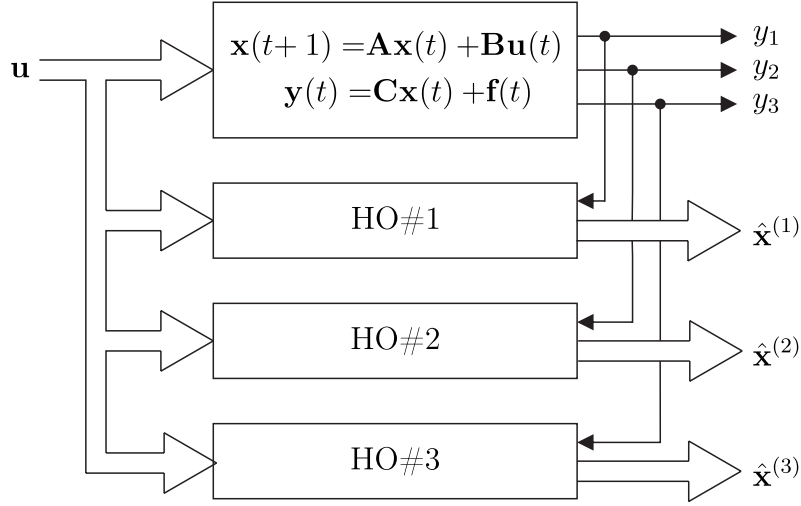 u
x(t+ 1) =Ax(t) +Bu(t)
y(t) =Cx(t) +f(t)
y₁
y₂
y₃
HO#1
x̂⁽¹⁾
HO#2
x̂⁽²⁾
HO#3
x̂⁽³⁾